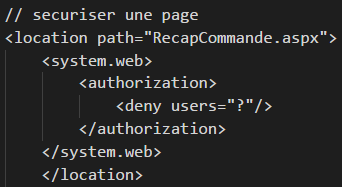 // securiser une page
<location path="RecapCommande.aspx">
<system.web>
<authorization>
<deny users="?"/>
</authorization>
</system.web>
</location>